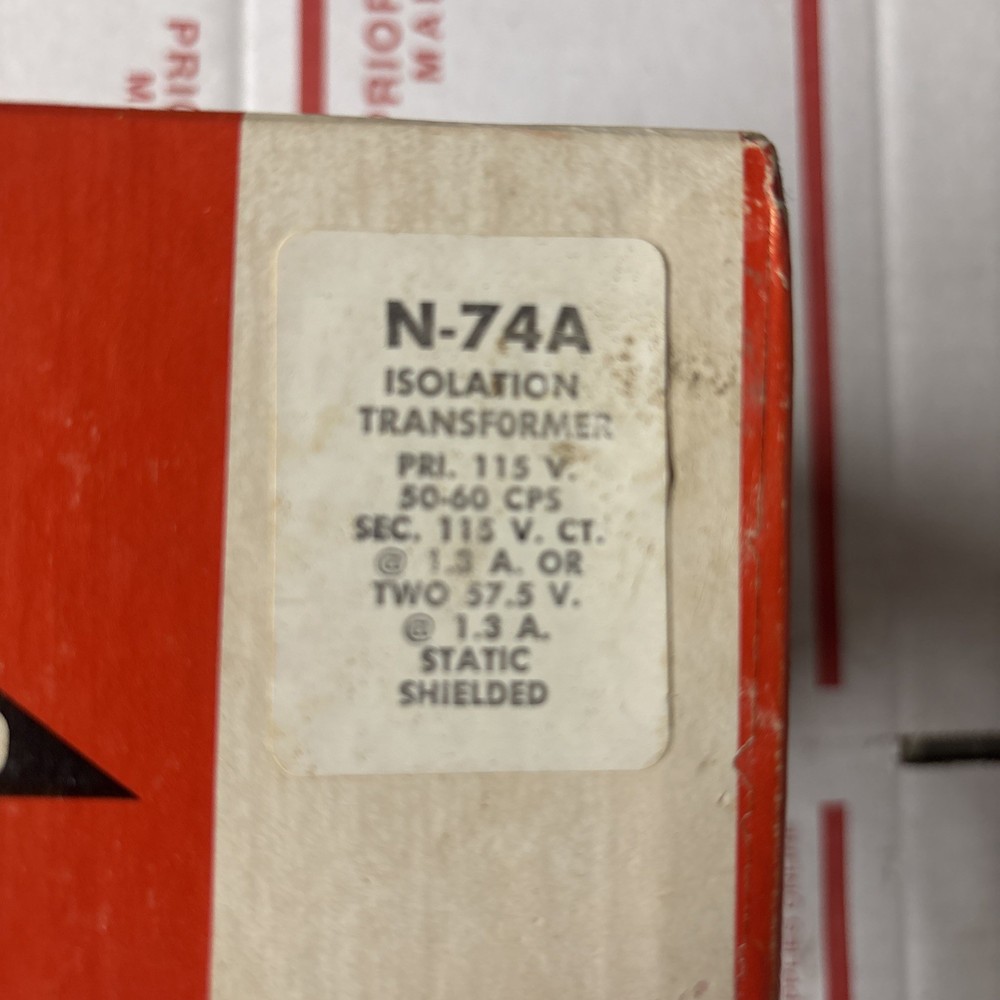 N-74A
ISOLATION
TRANSFORMER
PRI. 115 V.
50-60 CPS
SEC. 115 V. CT.
@ 1.3 A. OR
TWO 57.5 V.
@ 1.3 A.
STATIC
SHIELDED